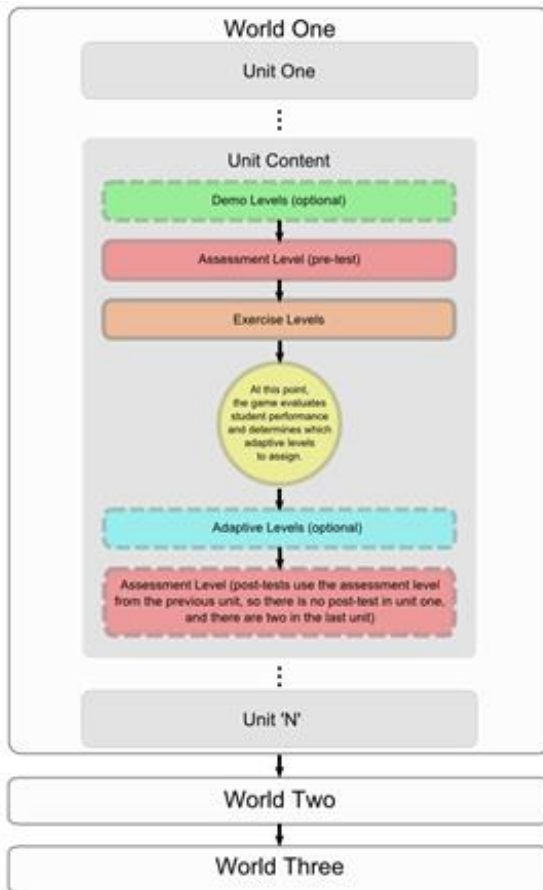 World One
Unit One
Unit Content
Demo Levels (optional)
Assessment Level (pre-test)
Exercise Levels
At this point,
the game evaluates
student performance
and determines which
adaptive levels
to assign.
Adaptive Levels (optional)
Assessment Level (post-tests use the assessment level
from the previous unit, so there is no post-test in unit one,
and there are two in the last unit)
Unit 'N'
World Two
World Three